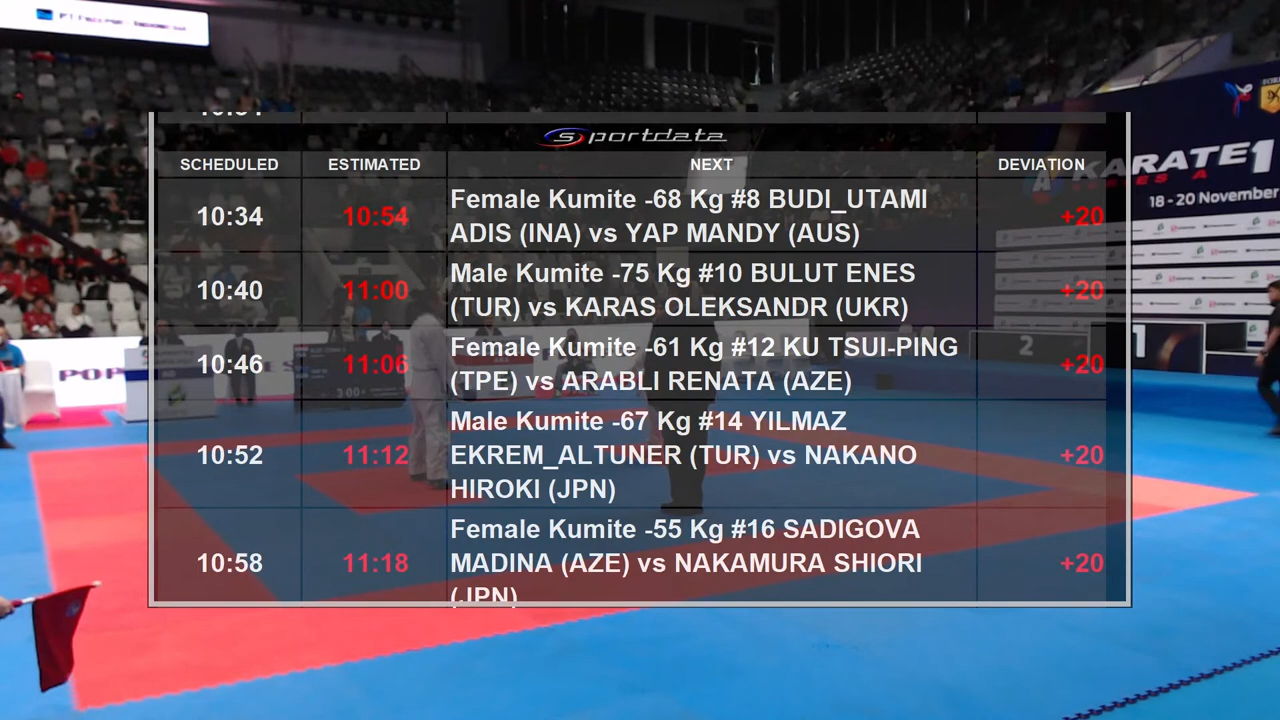 sportdata
SCHEDULED ESTIMATED NEXT DEVIATION
10:34 10:54 Female Kumite -68 Kg #8 BUDI_UTAMI +20
ADIS (INA) vs YAP MANDY (AUS)
10:40 11:00 Male Kumite -75 Kg #10 BULUT ENES +20
(TUR) vs KARAS OLEKSANDR (UKR)
10:46 11:06 Female Kumite -61 Kg #12 KU TSUI-PING +20
(TPE) vs ARABLI RENATA (AZE)
10:52 11:12 Male Kumite -67 Kg #14 YILMAZ +20
EKREM_ALTUNER (TUR) vs NAKANO
HIROKI (JPN)
10:58 11:18 Female Kumite -55 Kg #16 SADIGOVA +20
MADINA (AZE) vs NAKAMURA SHIORI
(JPN)
KARATE1
18 - 20 November
2
1
POR